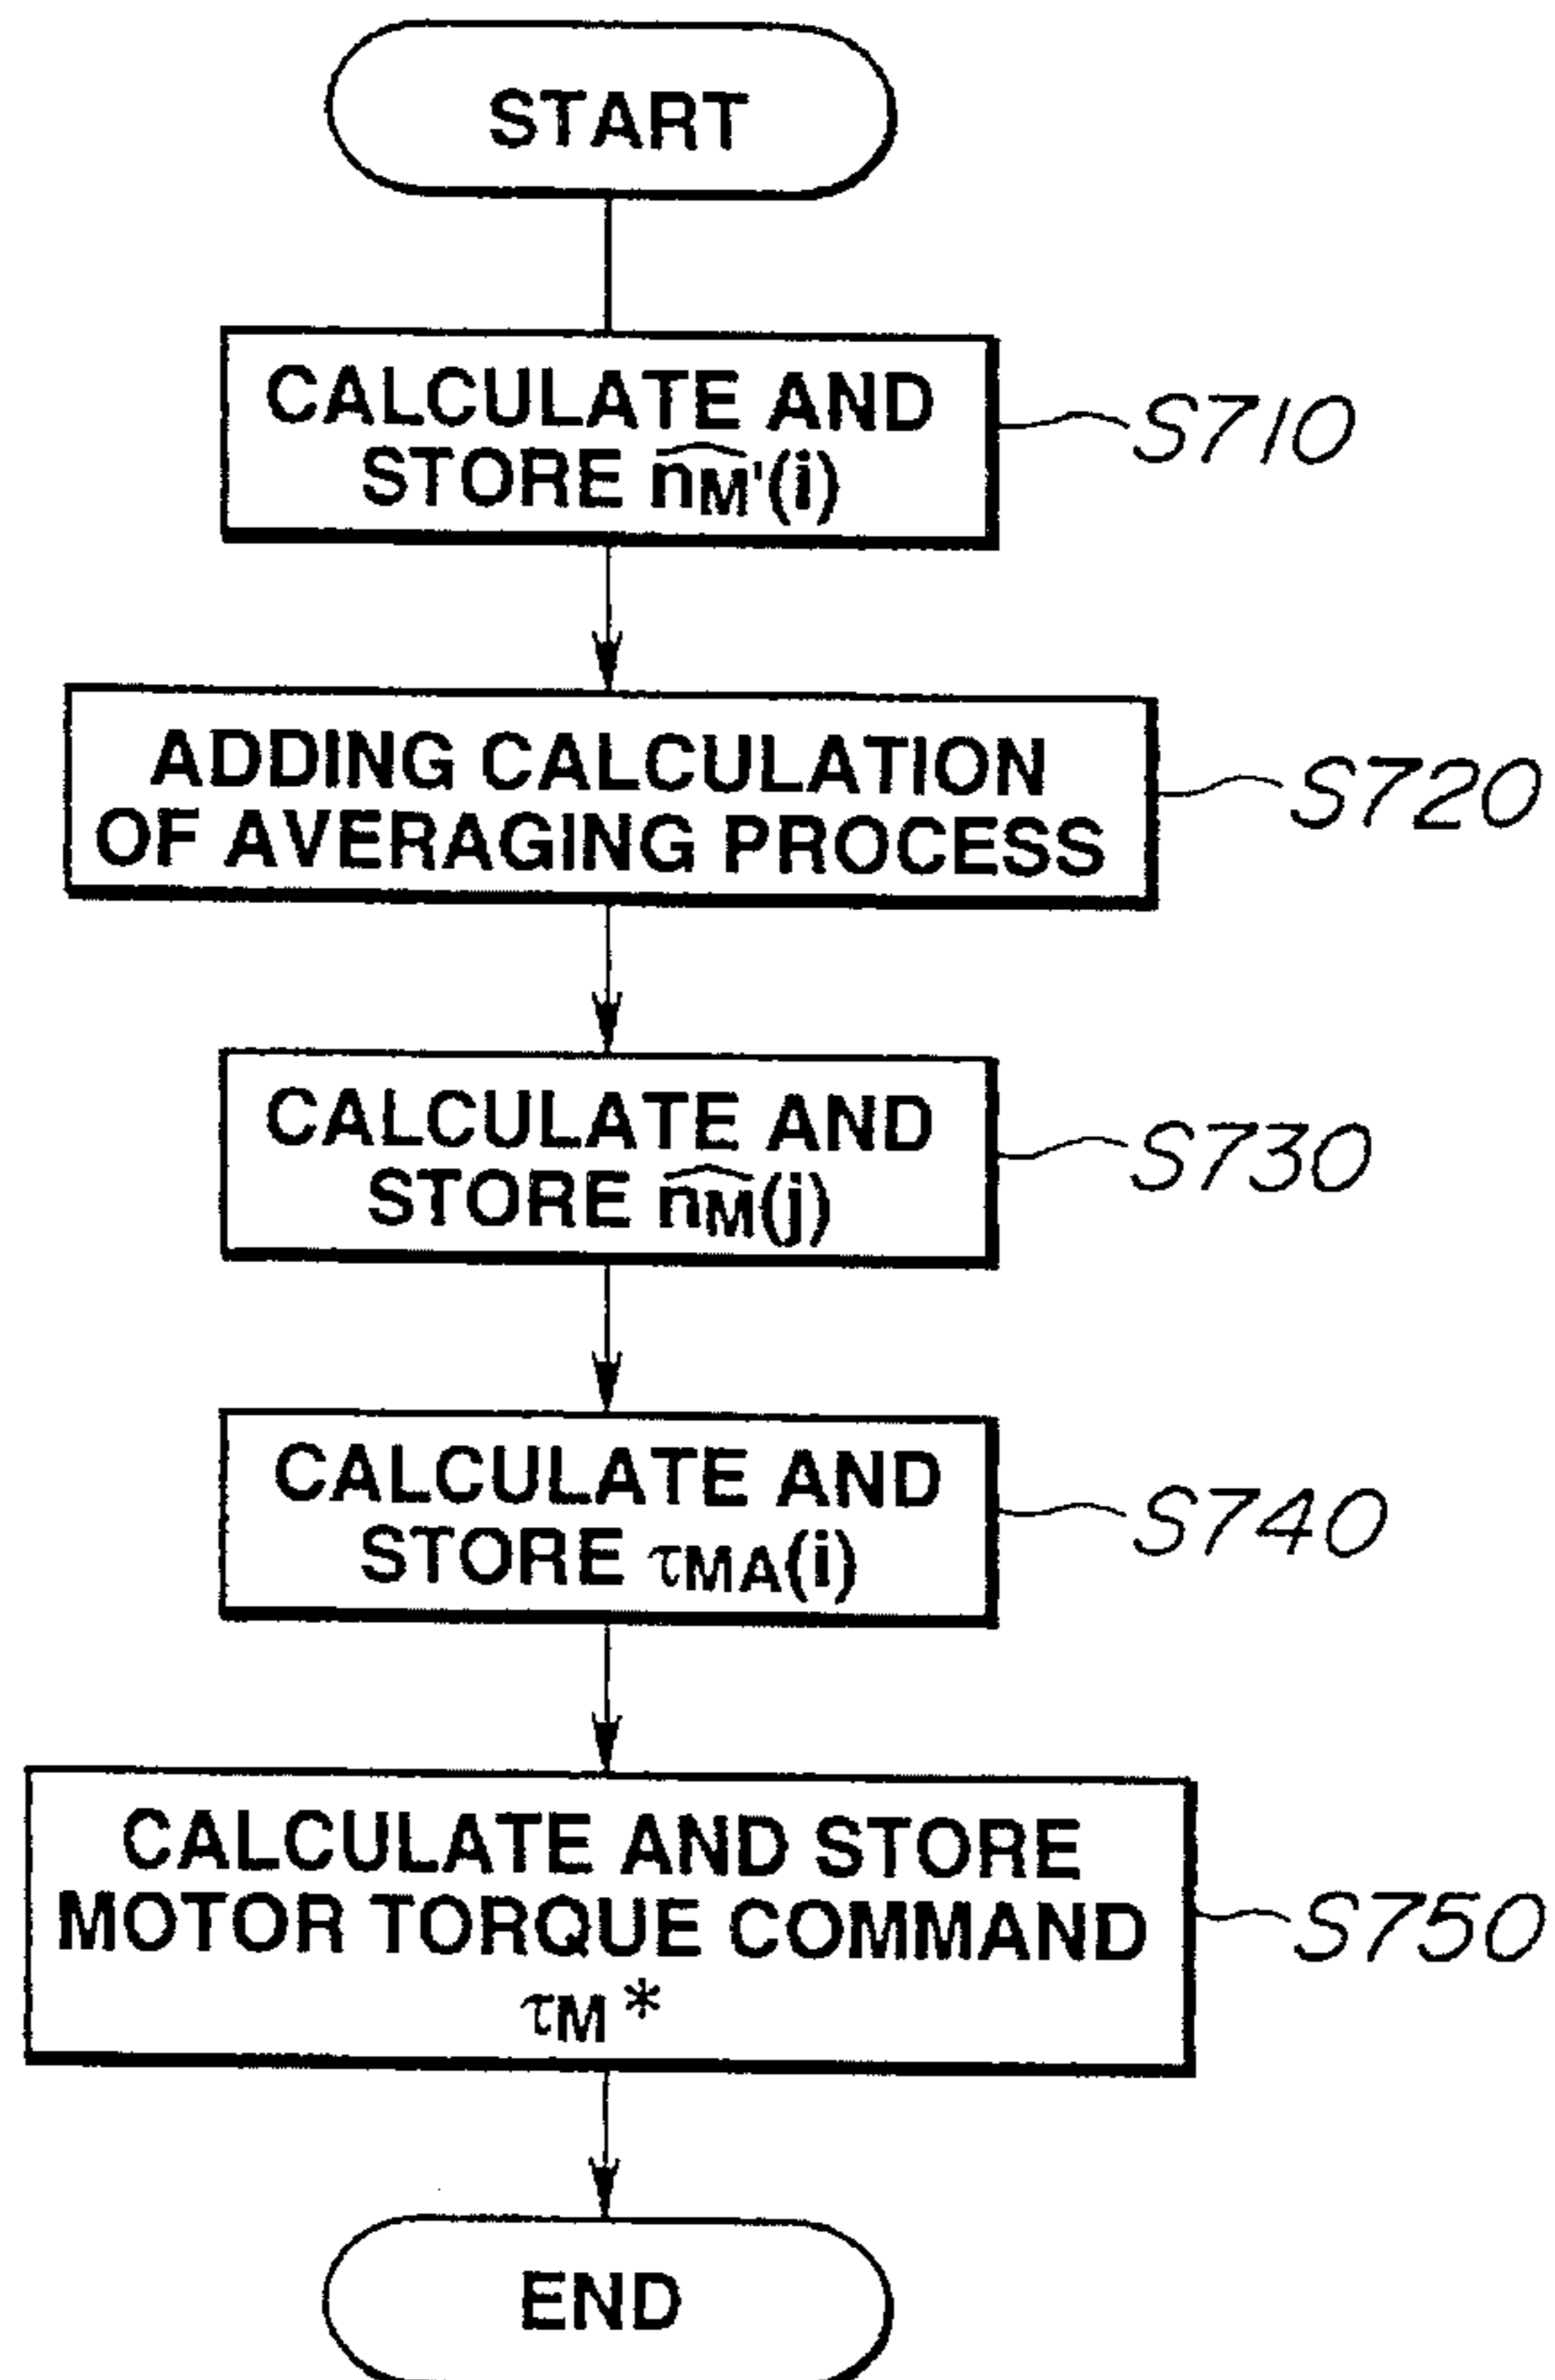 START
CALCULATE AND
STORE n̂M'(i)
S710
ADDING CALCULATION
OF AVERAGING PROCESS
S720
CALCULATE AND
STORE n̂M(j)
S730
CALCULATE AND
STORE τMA(i)
S740
CALCULATE AND STORE
MOTOR TORQUE COMMAND
τM*
S750
END